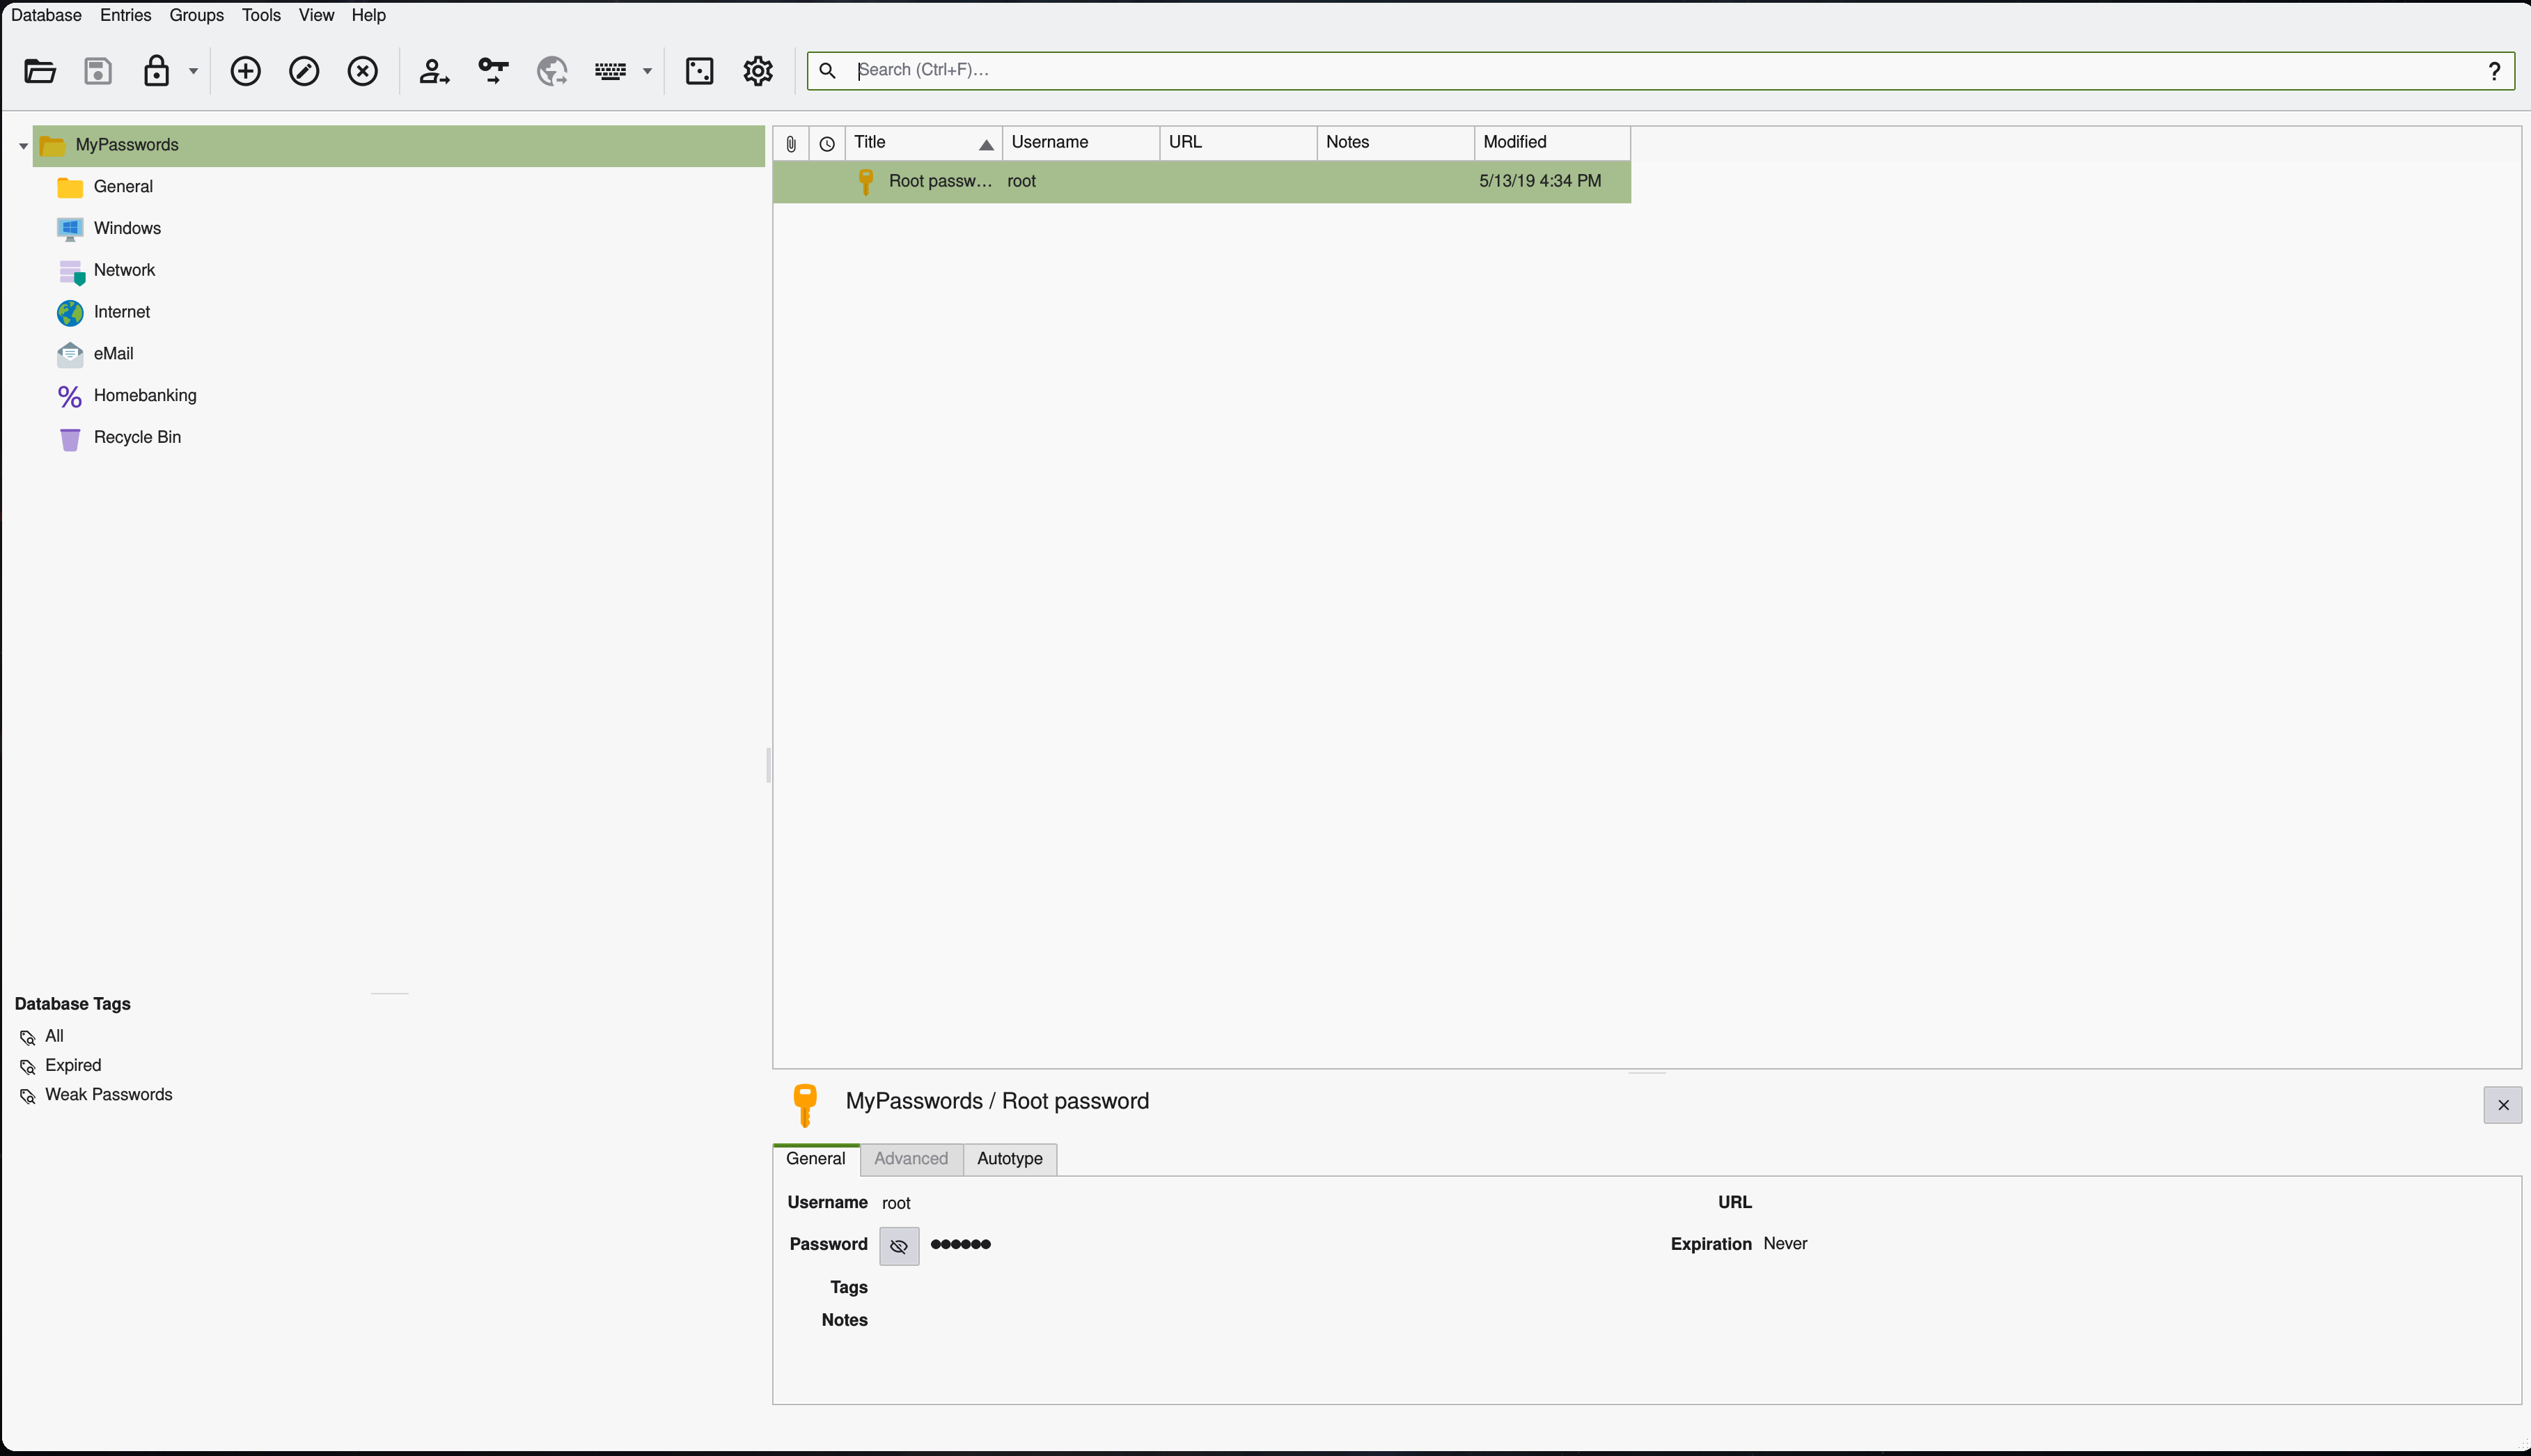 Database Entries Groups Tools View Help
Search (Ctrl+F)... ?
MyPasswords
General
Windows
Network
Internet
eMail
Homebanking
Recycle Bin
Database Tags
All
Expired
Weak Passwords
Title Username URL Notes Modified
Root passw... root 5/13/19 4:34 PM
MyPasswords / Root password
General Advanced Autotype
Username root URL
Password ●●●●●● Expiration Never
Tags
Notes